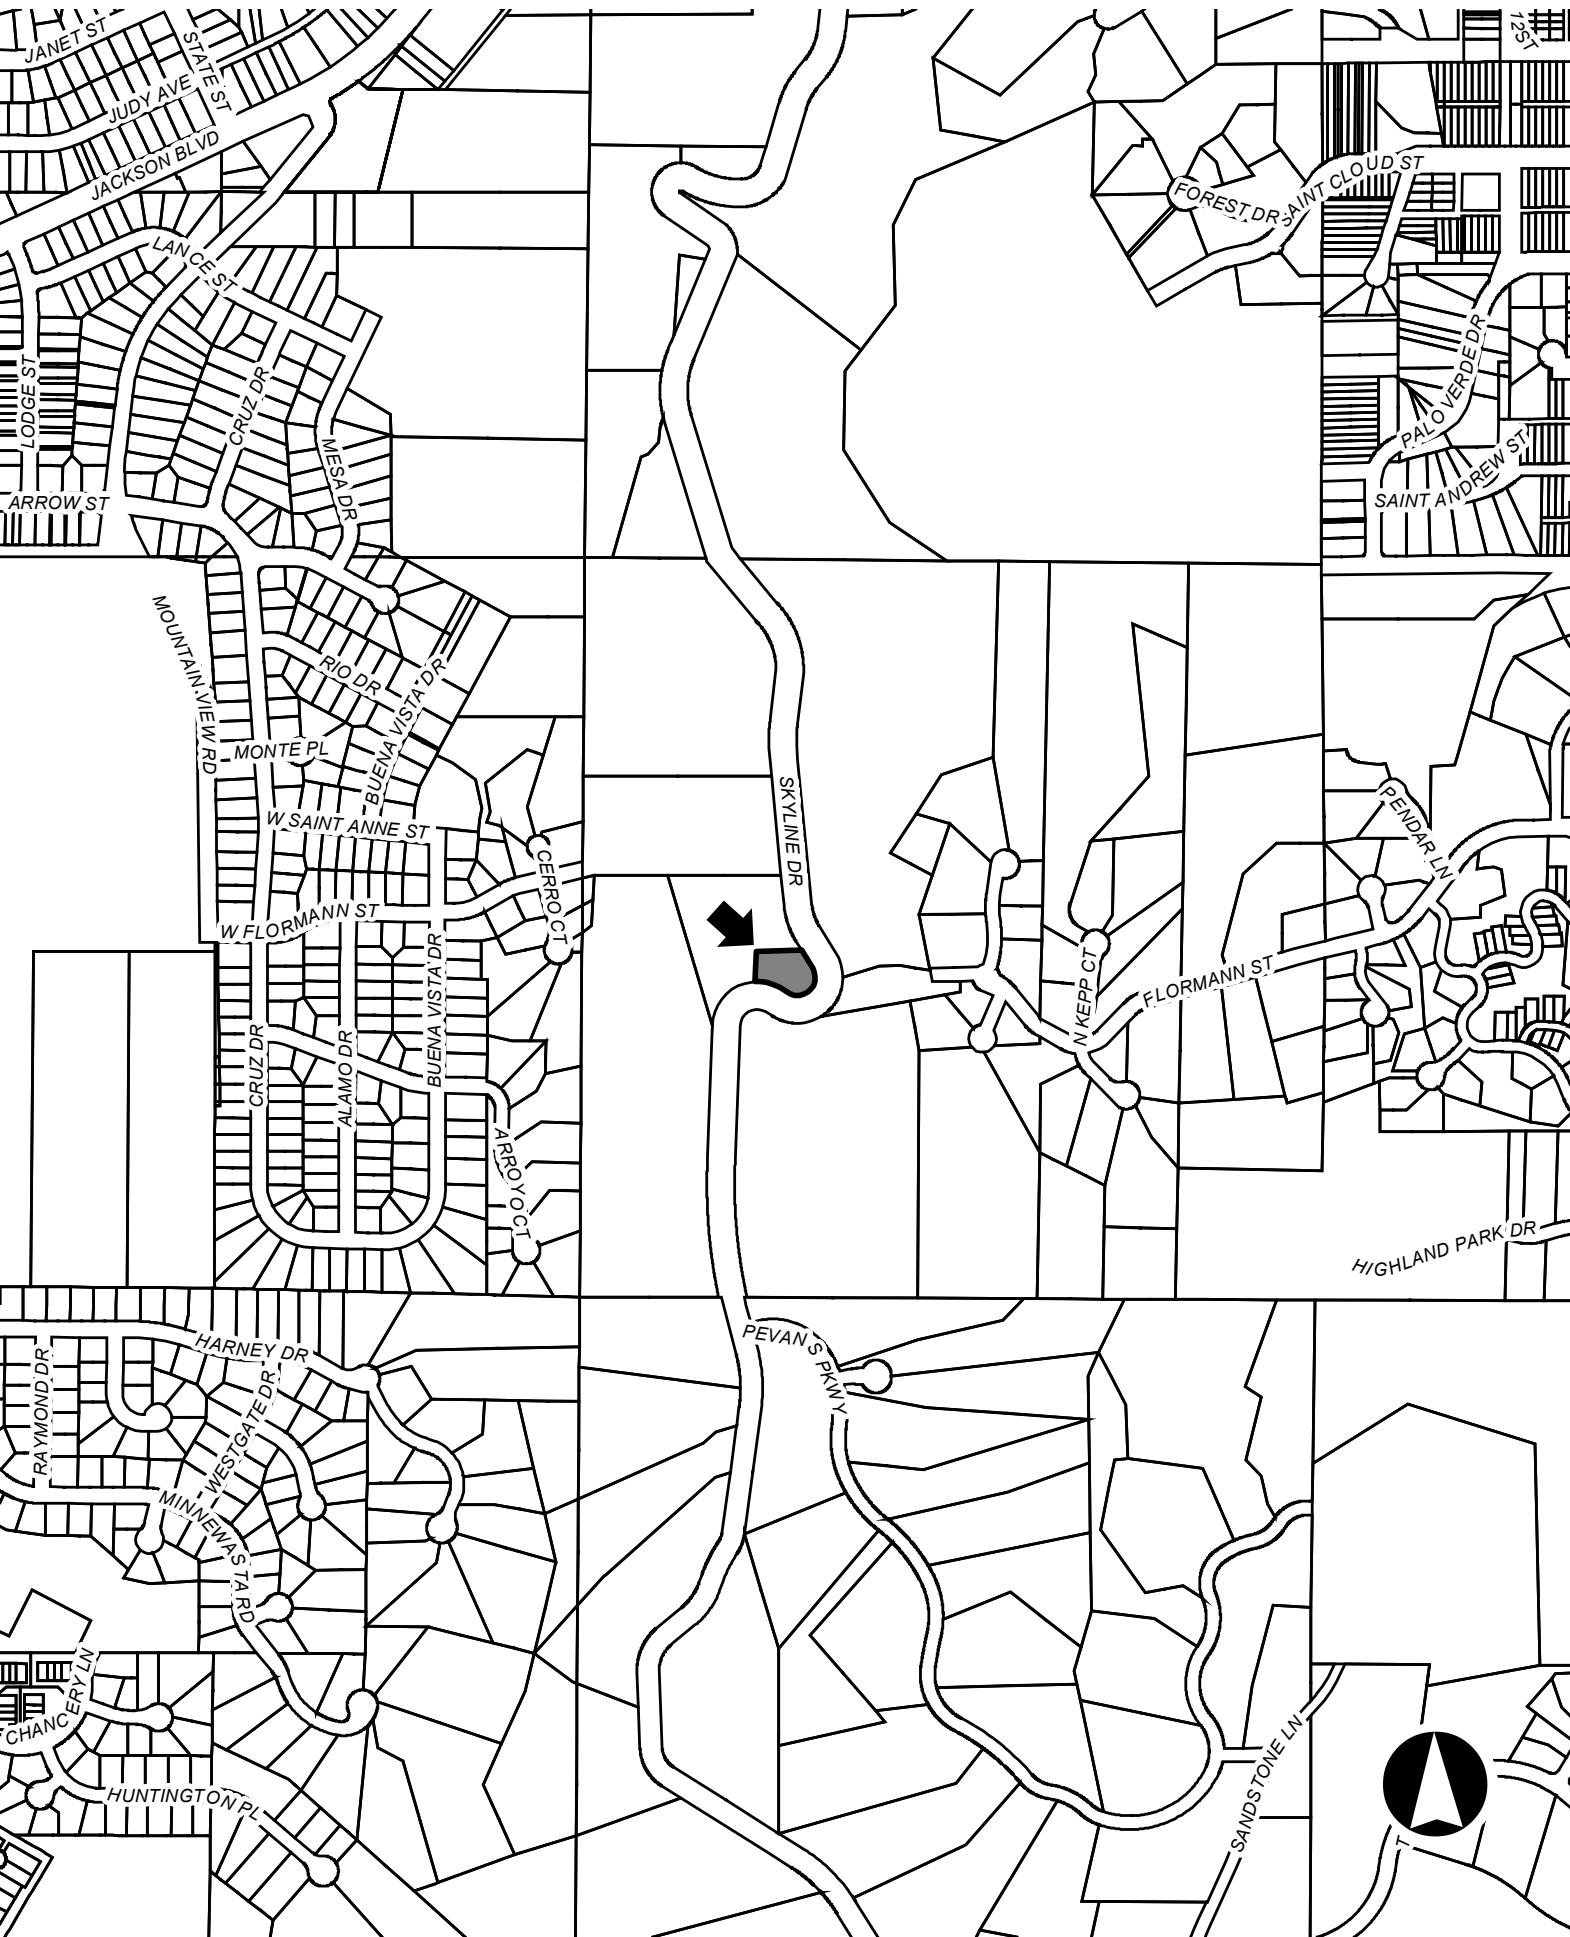 JANET ST
STATE ST
12ST
JUDY AVE
JACKSON BLVD
SAINT CLOUD ST
FOREST DR
LANCE ST
LODGE ST
CRUZ DR
PALO VERDE DR
MESA DR
SAINT ANDREW ST
ARROW ST
MOUNTAIN VIEW RD
RIO DR
BUENA VISTA DR
MONTE PL
SKYLINE DR
PENDAR LN
W SAINT ANNE ST
CERRO CT
W FLORMANN ST
BUENA VISTA DR
N KEPP CT
FLORMANN ST
CRUZ DR
ALAMO DR
ARROYO CT
HIGHLAND PARK DR
PEVANS PKWY
HARNEY DR
RAYMOND DR
WESTGATE DR
MINNEWASTA RD
CHANCERY LN
HUNTINGTON PL
SANDSTONE LN
T